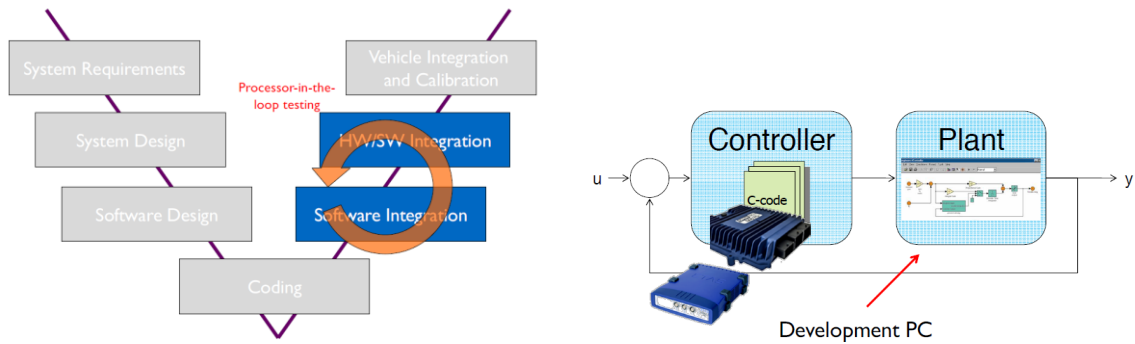 System Requirements
Vehicle Integration
and Calibration
Processor-in-the-
loop testing
System Design
HW/SW Integration
Software Design
Software Integration
Coding
Controller
Plant
C-code
u
y
Development PC